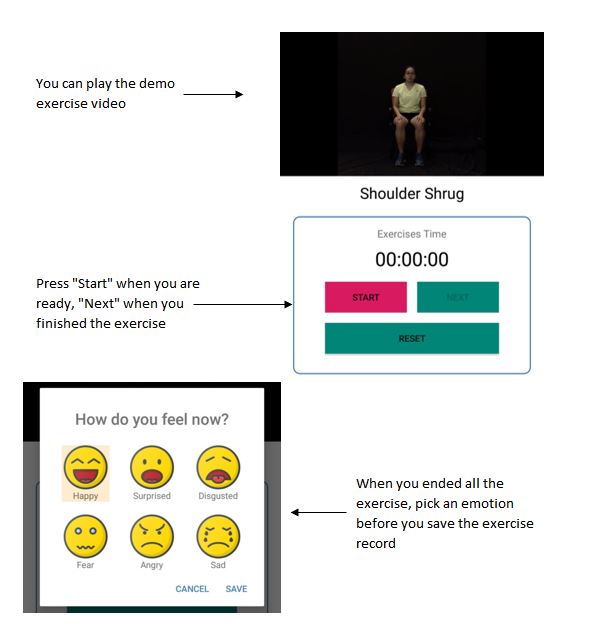 You can play the demo
exercise video
Shoulder Shrug
Exercises Time
00:00:00
Press "Start" when you are
ready, "Next" when you
finished the exercise
START
NEXT
RESET
How do you feel now?
Happy
Surprised
Disgusted
Fear
Angry
Sad
CANCEL
SAVE
When you ended all the
exercise, pick an emotion
before you save the exercise
record